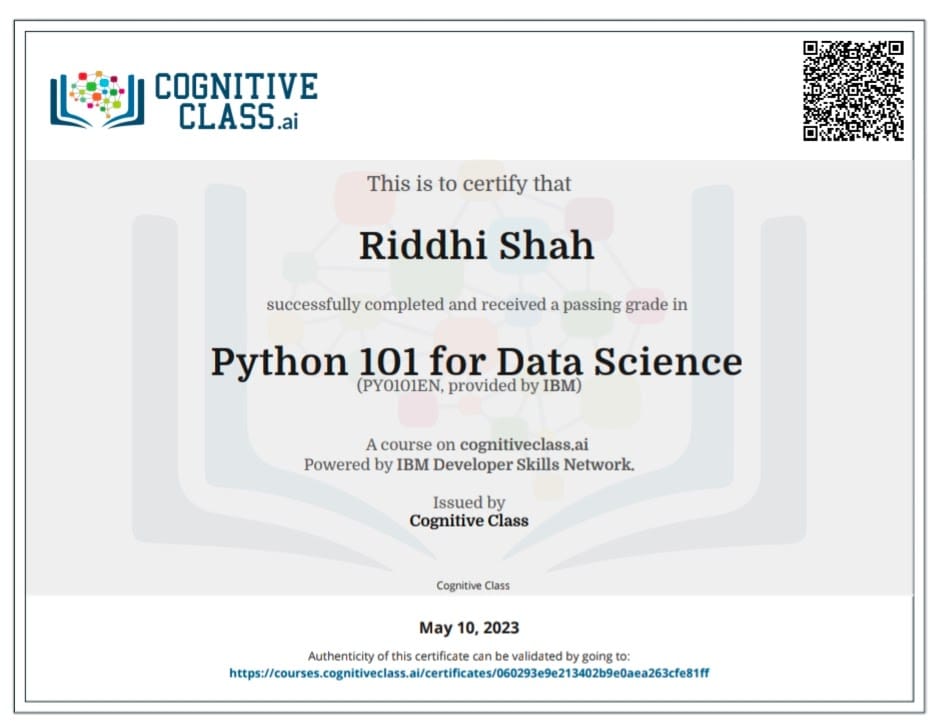 COGNITIVE
CLASS.ai
This is to certify that
Riddhi Shah
successfully completed and received a passing grade in
Python 101 for Data Science
(PY0101EN, provided by IBM)
A course on cognitiveclass.ai
Powered by IBM Developer Skills Network.
Issued by
Cognitive Class
Cognitive Class
May 10, 2023
Authenticity of this certificate can be validated by going to:
https://courses.cognitiveclass.ai/certificates/060293e9e213402b9e0aea263cfe81ff